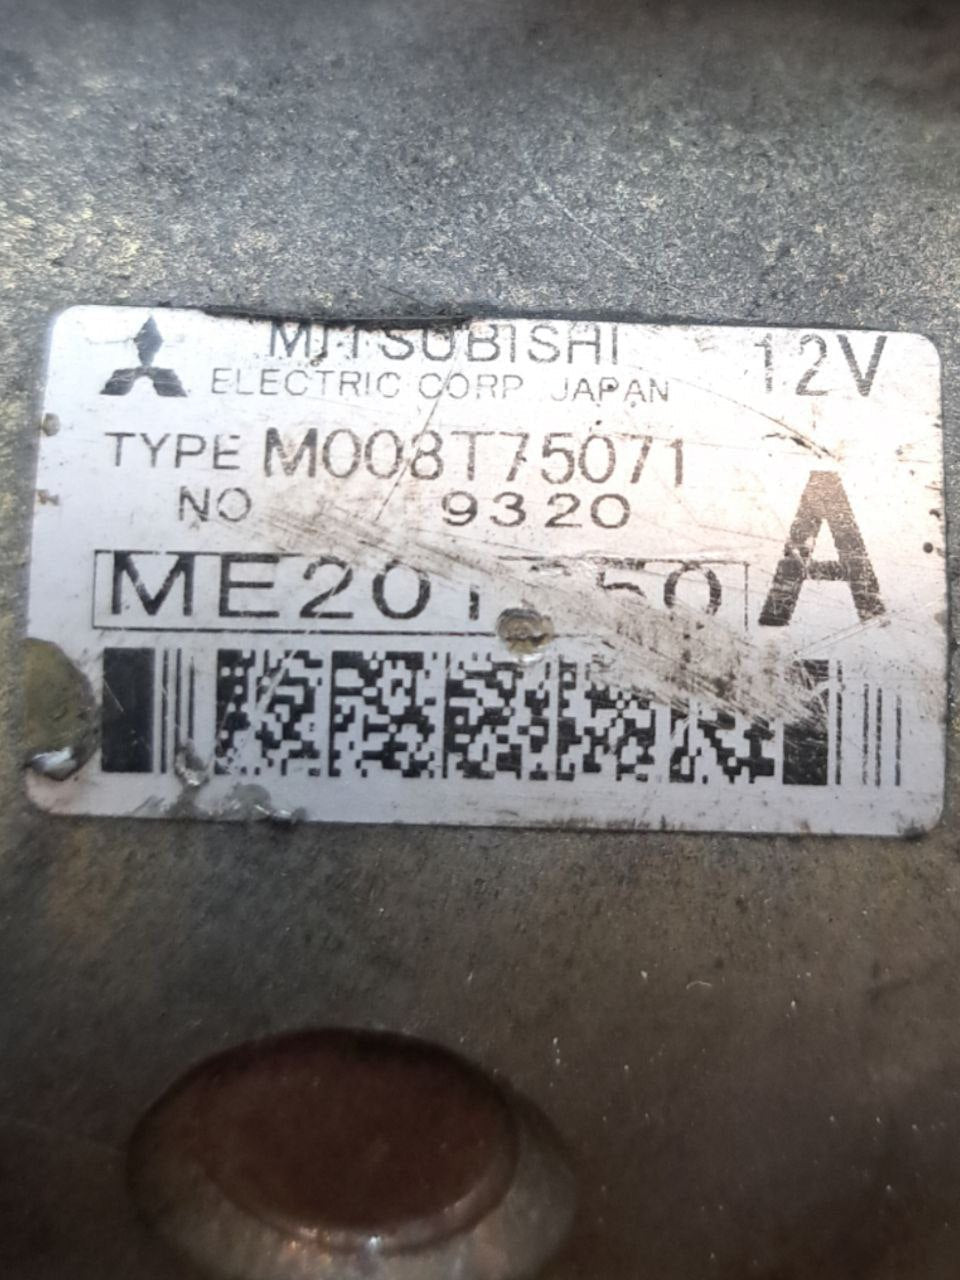 MITSUBISHI 12V
ELECTRIC CORP. JAPAN
TYPE M008T75071
NO 9320
A